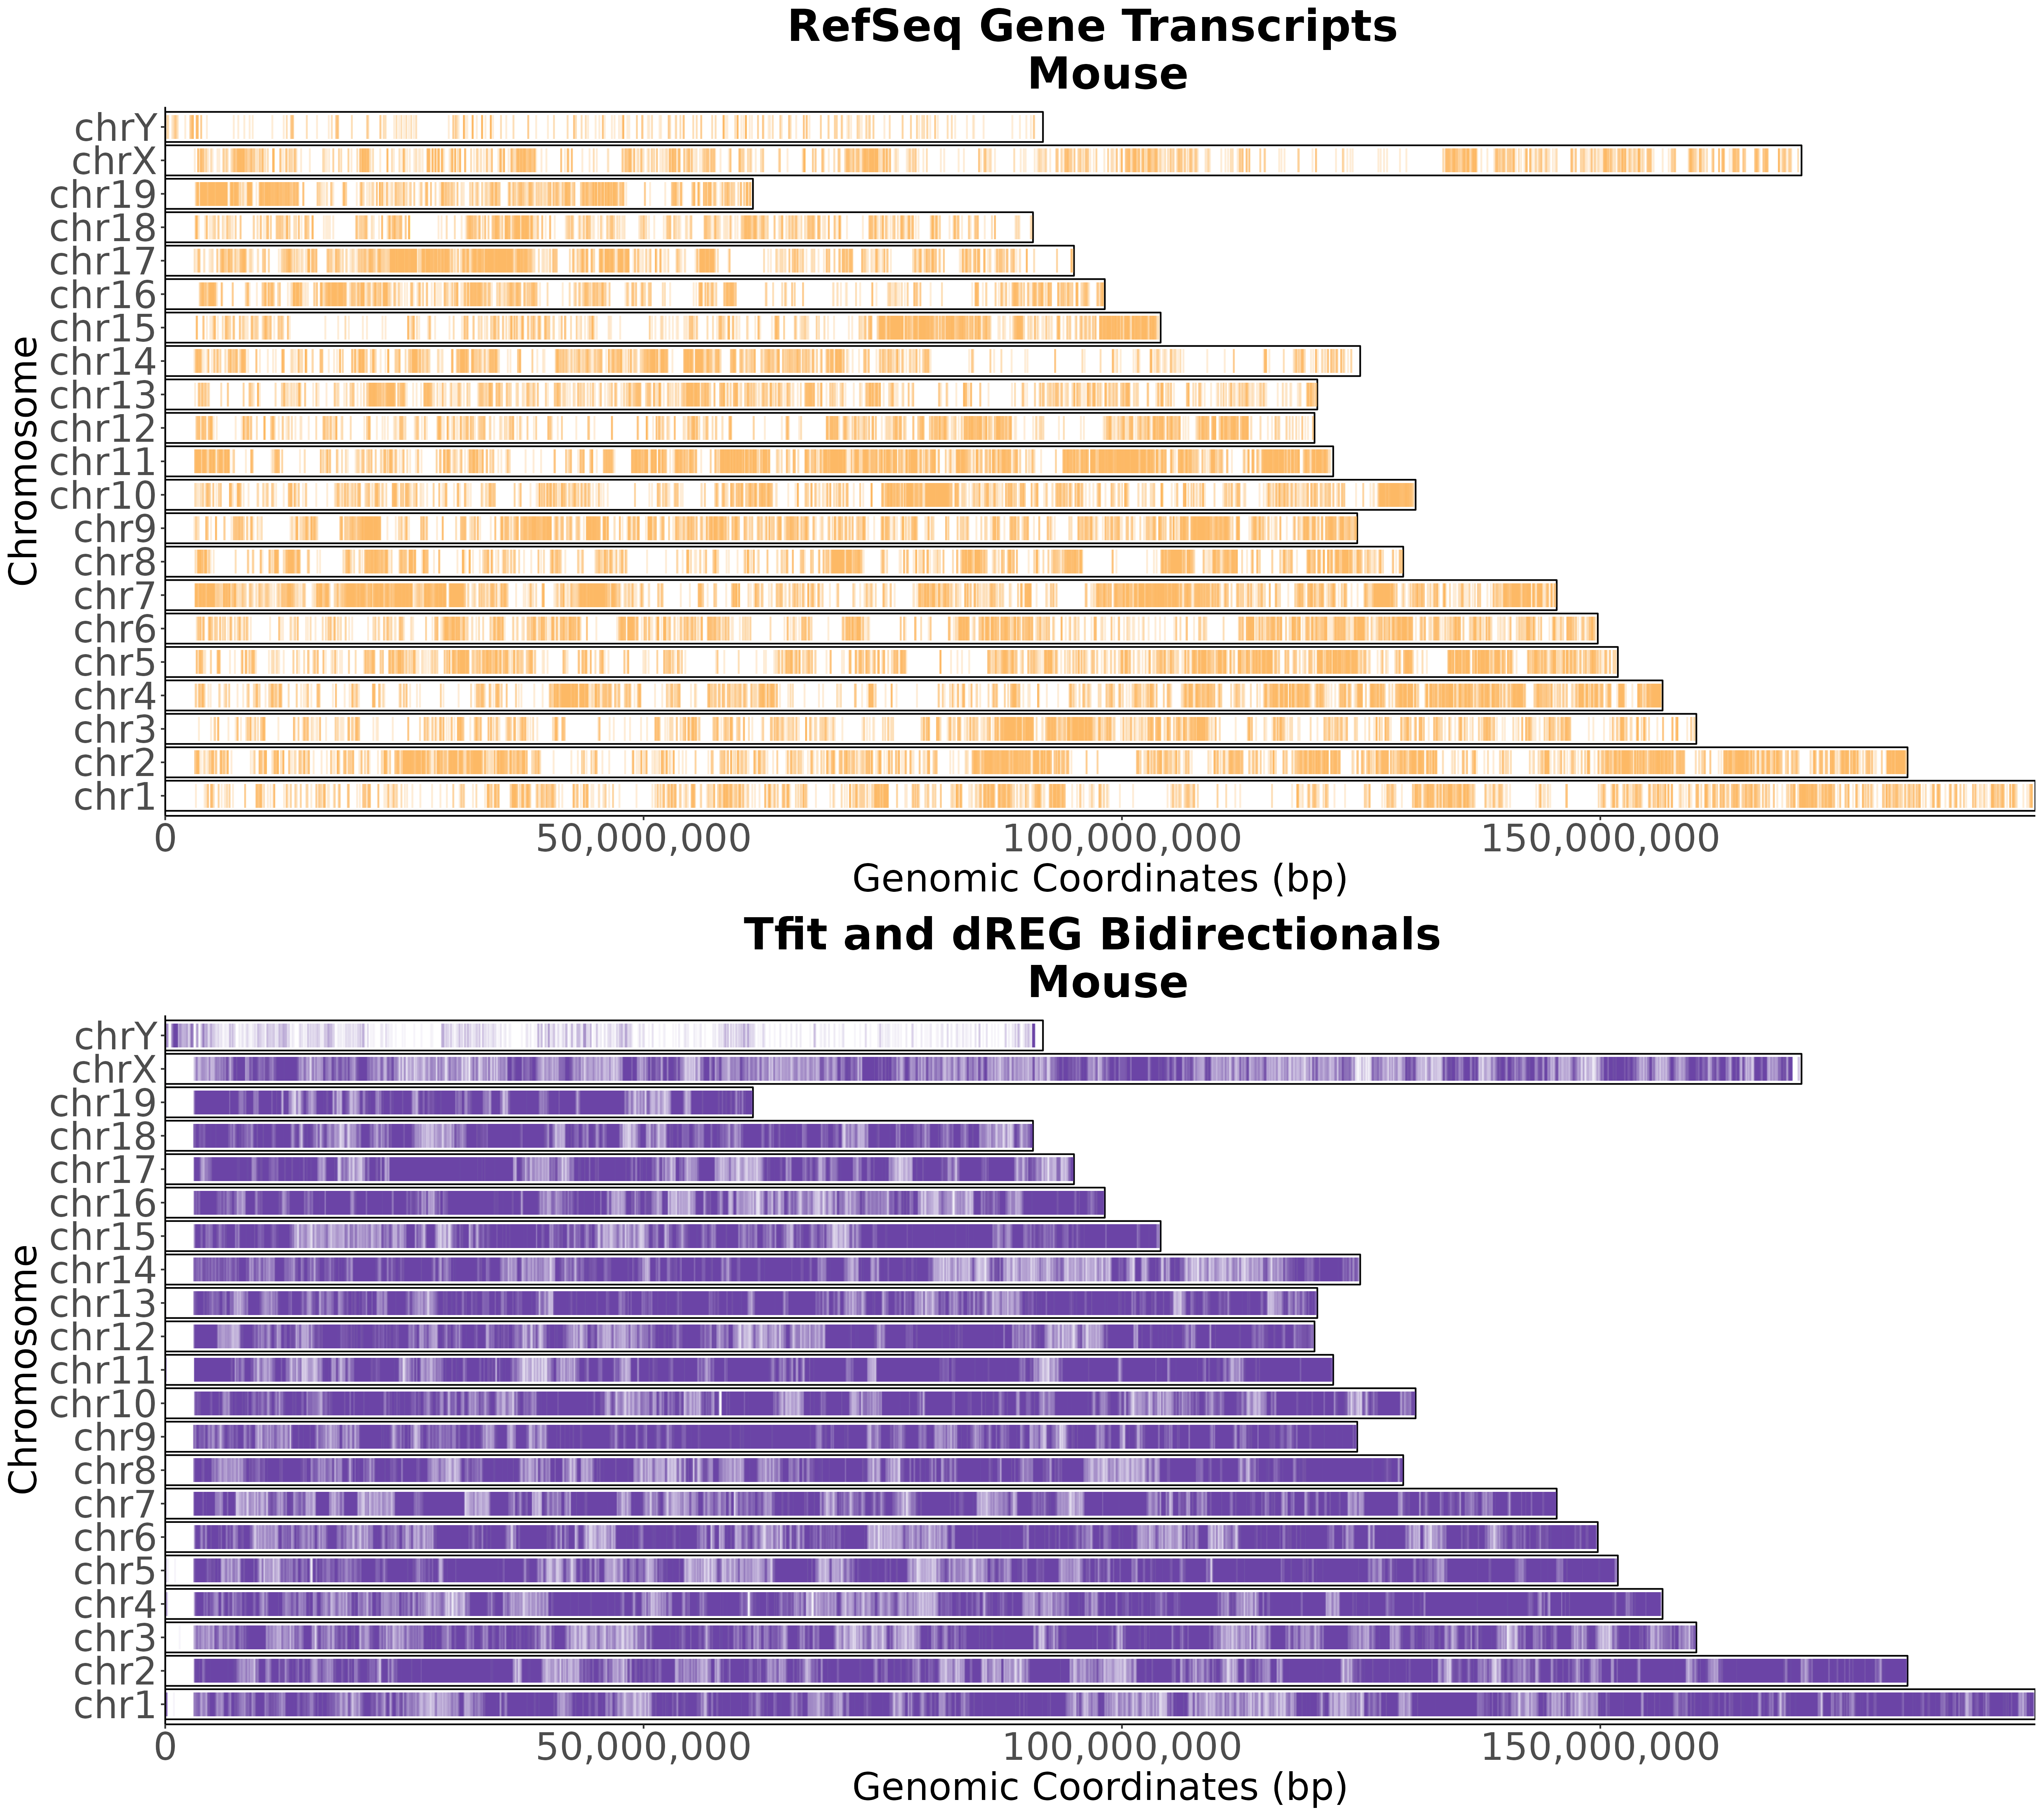 RefSeq Gene Transcripts
Mouse
Chromosome
chrY
chrX
chr19
chr18
chr17
chr16
chr15
chr14
chr13
chr12
chr11
chr10
chr9
chr8
chr7
chr6
chr5
chr4
chr3
chr2
chr1
0 50,000,000 100,000,000 150,000,000
Genomic Coordinates (bp)
Tfit and dREG Bidirectionals
Mouse
Chromosome
chrY
chrX
chr19
chr18
chr17
chr16
chr15
chr14
chr13
chr12
chr11
chr10
chr9
chr8
chr7
chr6
chr5
chr4
chr3
chr2
chr1
0 50,000,000 100,000,000 150,000,000
Genomic Coordinates (bp)